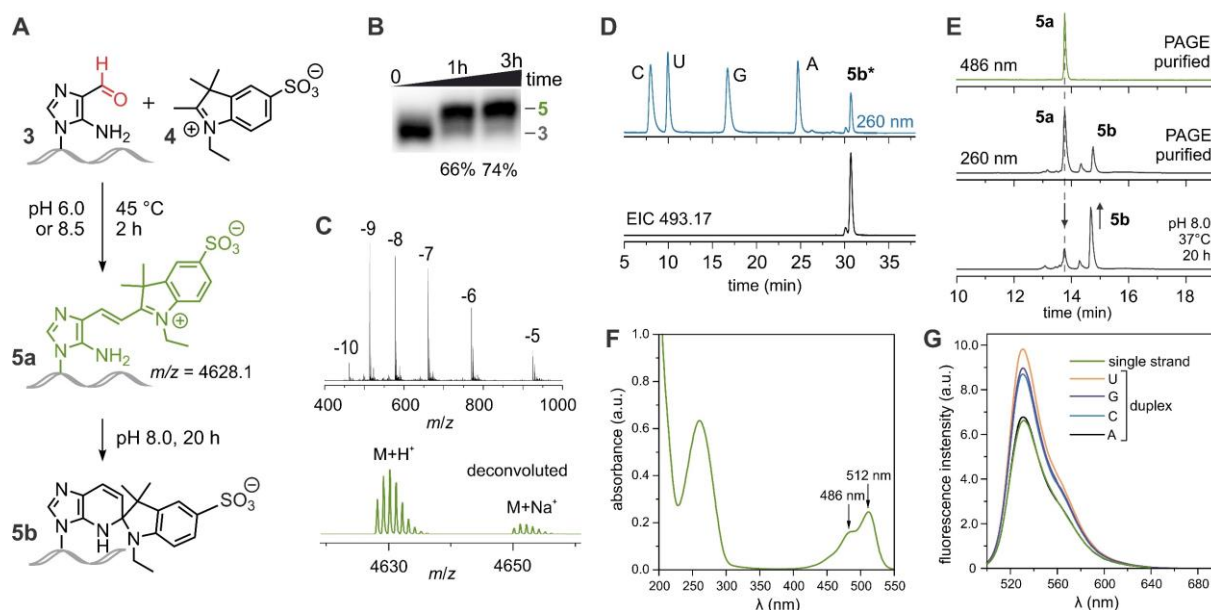 A
H
O
N
N
NH₂
3
+
4
N
⊕
SO₃⊖
pH 6.0
or 8.5
45 °C
2 h
SO₃⊖
N
N
NH₂
N
⊕
5a
m/z = 4628.1
pH 8.0, 20 h
N
N
N
H
N
SO₃⊖
5b
B
0 1h 3h time
5
3
66% 74%
C
-10 -9 -8 -7 -6 -5
400 600 800 1000
m/z
M+H⁺ deconvoluted
M+Na⁺
4630 4650
m/z
D
C U G A 5b*
260 nm
EIC 493.17
5 10 15 20 25 30 35 40
time (min)
E
5a
486 nm PAGE
purified
5a 5b
260 nm PAGE
purified
5b
pH 8.0
37°C
20 h
10 12 14 16 18
time (min)
F
absorbance (a.u.)
1.0
0.8
0.6
0.4
0.2
0.0
486 nm
512 nm
200 250 300 350 400 450 500 550
λ (nm)
G
fluorescence instensity (a.u.)
10.0
8.0
6.0
4.0
2.0
0
single strand
U
G
C
A
duplex
520 560 600 640 680
λ (nm)